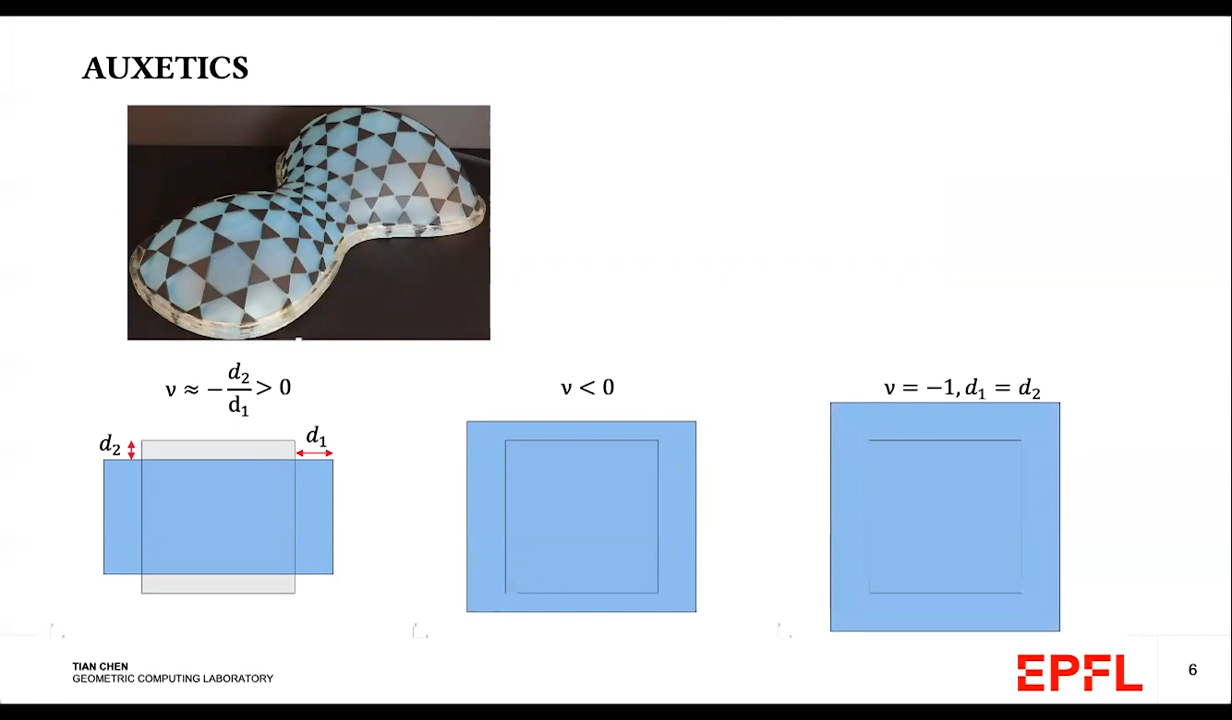 AUXETICS
ν ≈ − d₂/d₁ > 0
ν < 0
ν = −1, d₁ = d₂
d₂
d₁
TIAN CHEN
GEOMETRIC COMPUTING LABORATORY
EPFL
6